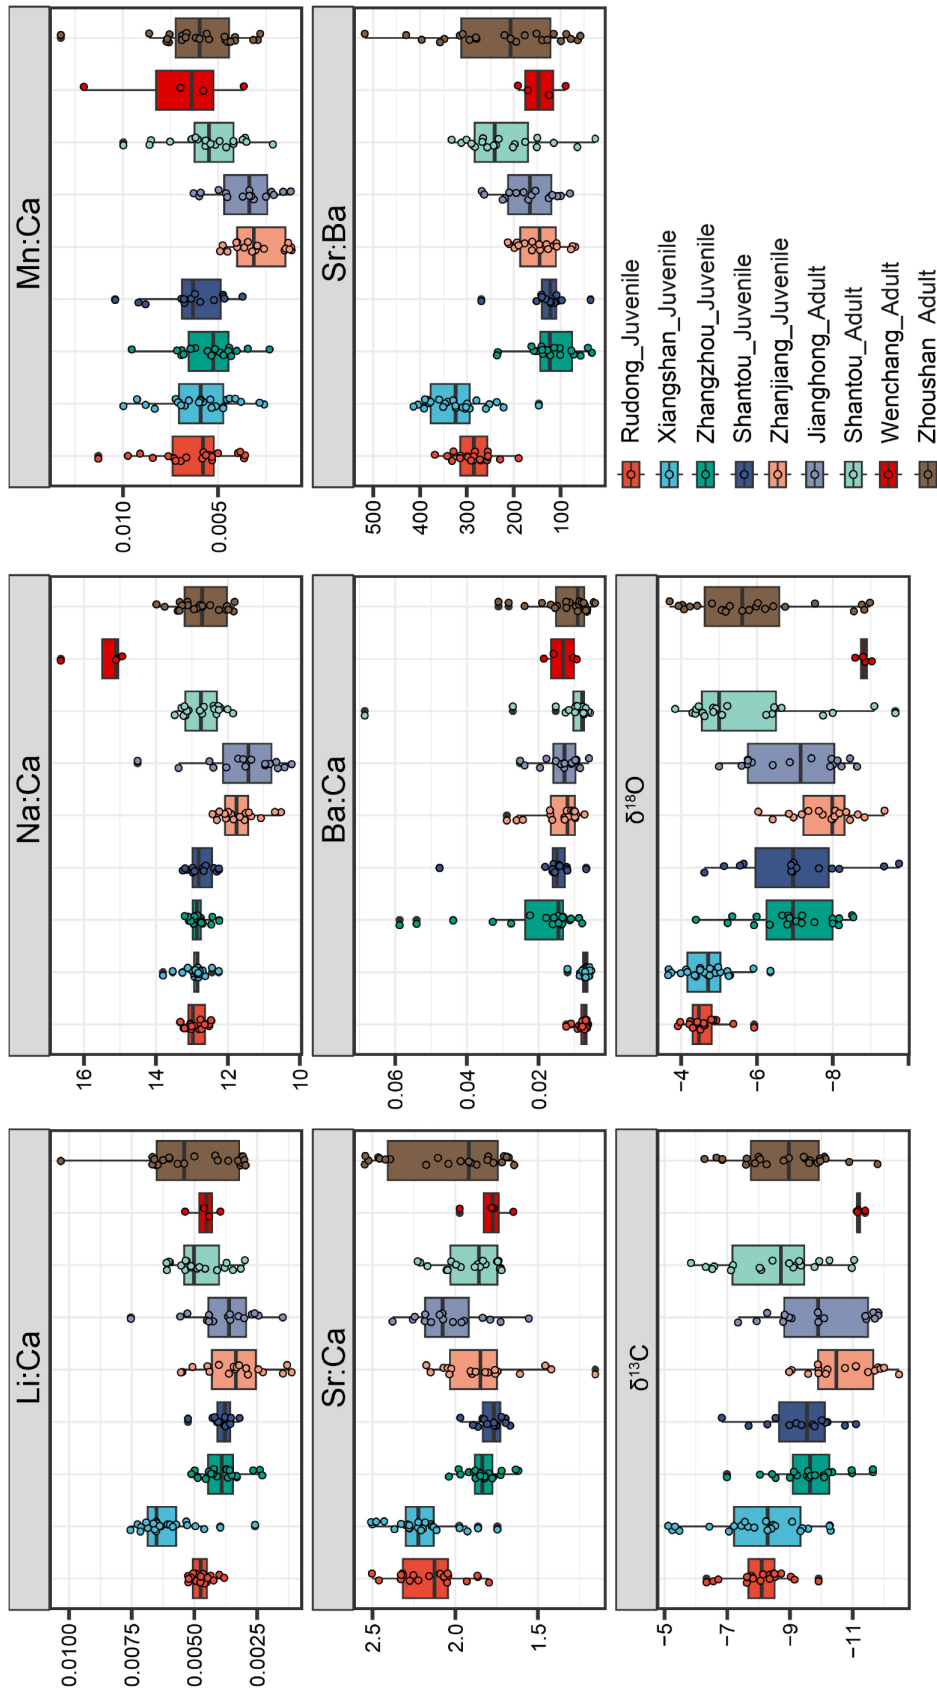 Li:Ca
0.0100
0.0075
0.0050
0.0025
Na:Ca
16
14
12
10
Mn:Ca
0.010
0.005
Sr:Ca
2.5
2.0
1.5
Ba:Ca
0.06
0.04
0.02
Sr:Ba
500
400
300
200
100
δ¹³C
−5
−7
−9
−11
δ¹⁸O
−4
−6
−8
Rudong_Juvenile
Xiangshan_Juvenile
Zhangzhou_Juvenile
Shantou_Juvenile
Zhanjiang_Juvenile
Jianghong_Adult
Shantou_Adult
Wenchang_Adult
Zhoushan_Adult